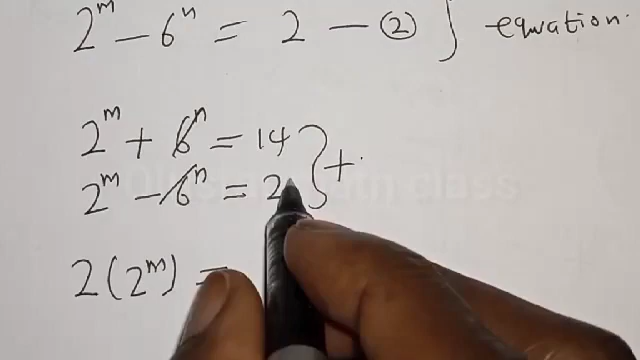 2^m − 6^n = 2 — ② } equation.
2^m + 6^n = 14
2^m − 6^n = 2 } +
2(2^m) =